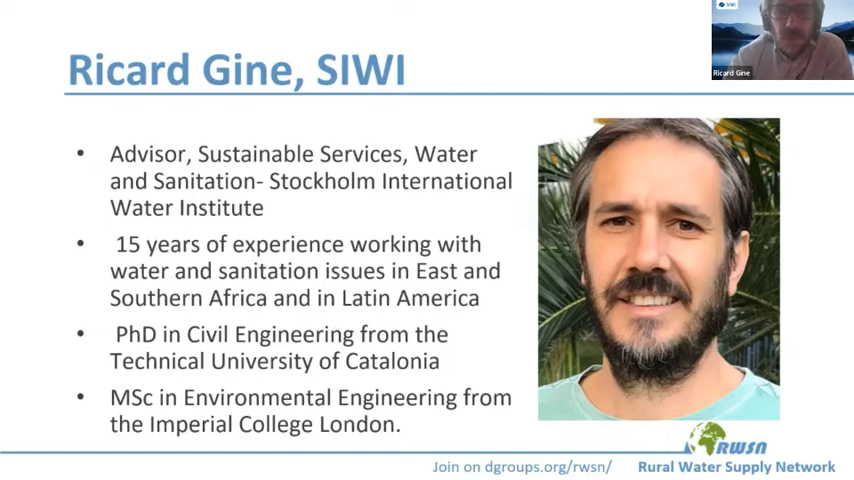 SIWI
Ricard Gine
Ricard Gine, SIWI
• Advisor, Sustainable Services, Water
and Sanitation- Stockholm International
Water Institute
• 15 years of experience working with
water and sanitation issues in East and
Southern Africa and in Latin America
• PhD in Civil Engineering from the
Technical University of Catalonia
• MSc in Environmental Engineering from
the Imperial College London.
RWSN
Join on dgroups.org/rwsn/ Rural Water Supply Network